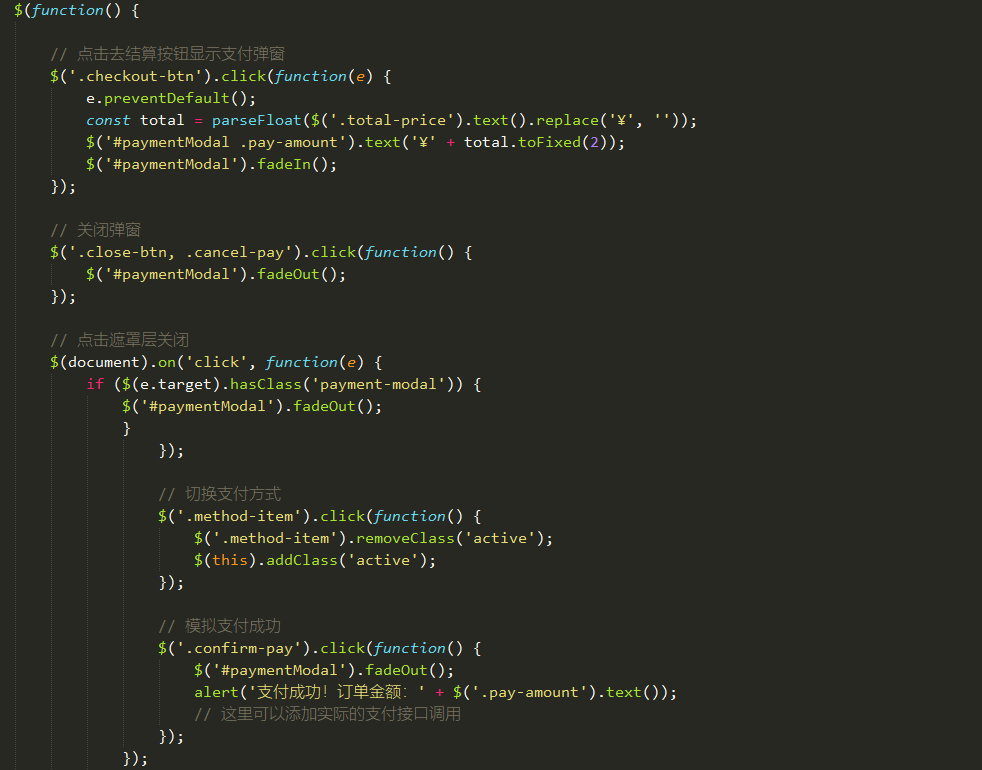 $(function() {
// 点击去结算按钮显示支付弹窗
$('.checkout-btn').click(function(e) {
e.preventDefault();
const total = parseFloat($('.total-price').text().replace('¥', ''));
$('#paymentModal .pay-amount').text('¥' + total.toFixed(2));
$('#paymentModal').fadeIn();
});
// 关闭弹窗
$('.close-btn, .cancel-pay').click(function() {
$('#paymentModal').fadeOut();
});
// 点击遮罩层关闭
$(document).on('click', function(e) {
if ($(e.target).hasClass('payment-modal')) {
$('#paymentModal').fadeOut();
}
});
// 切换支付方式
$('.method-item').click(function() {
$('.method-item').removeClass('active');
$(this).addClass('active');
});
// 模拟支付成功
$('.confirm-pay').click(function() {
$('#paymentModal').fadeOut();
alert('支付成功！订单金额：' + $('.pay-amount').text());
// 这里可以添加实际的支付接口调用
});
});